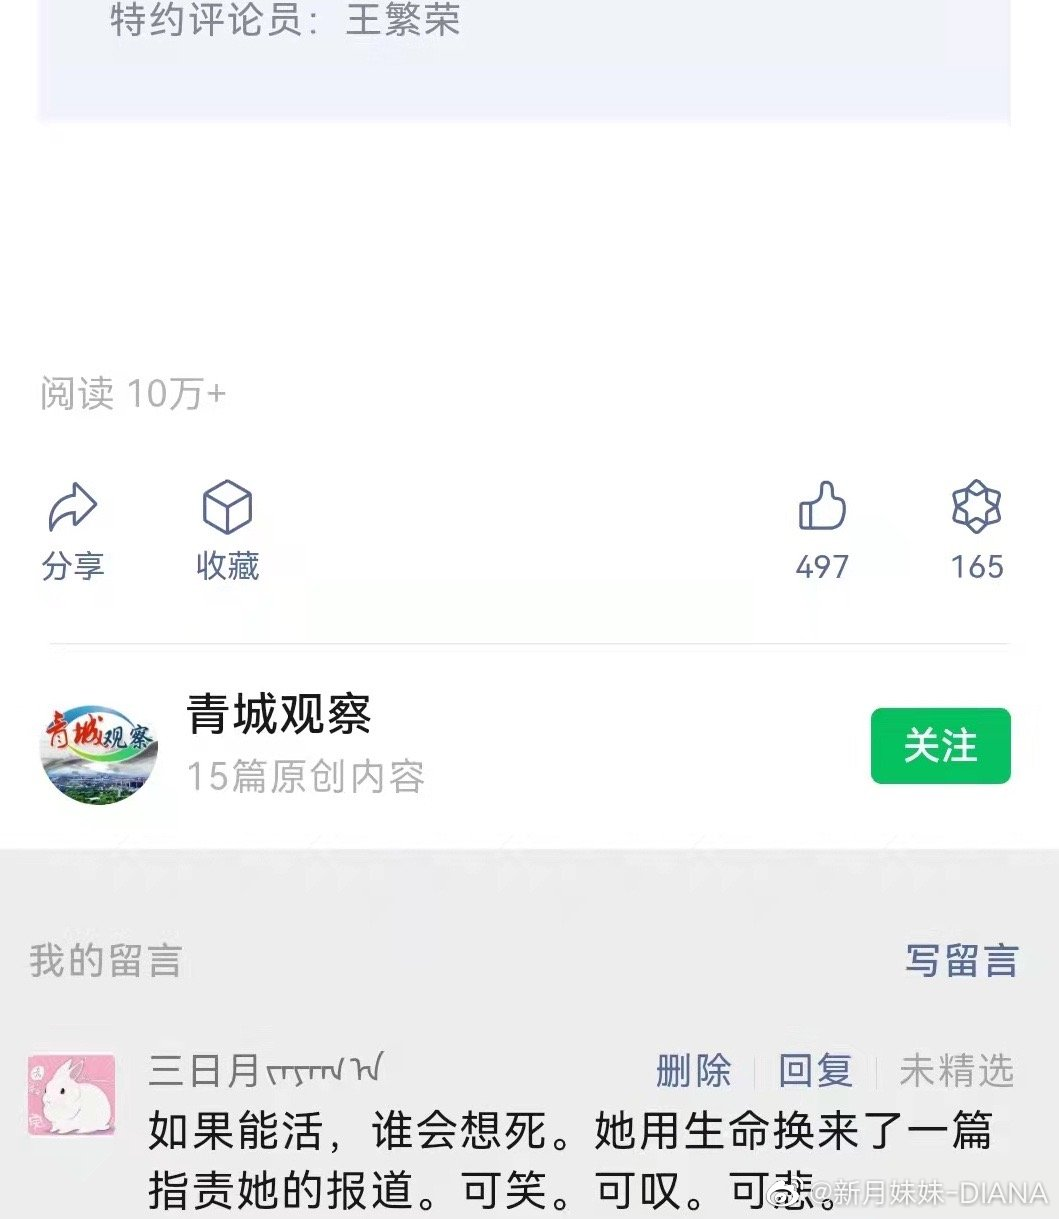 特约评论员：王繁荣
阅读 10万+
分享
收藏
497
165
青城观察
青城观察
15篇原创内容
关注
我的留言
写留言
三日月
删除
回复
未精选
如果能活，谁会想死。她用生命换来了一篇
指责她的报道。可笑。可叹。可悲。
@新月妹妹-DIANA